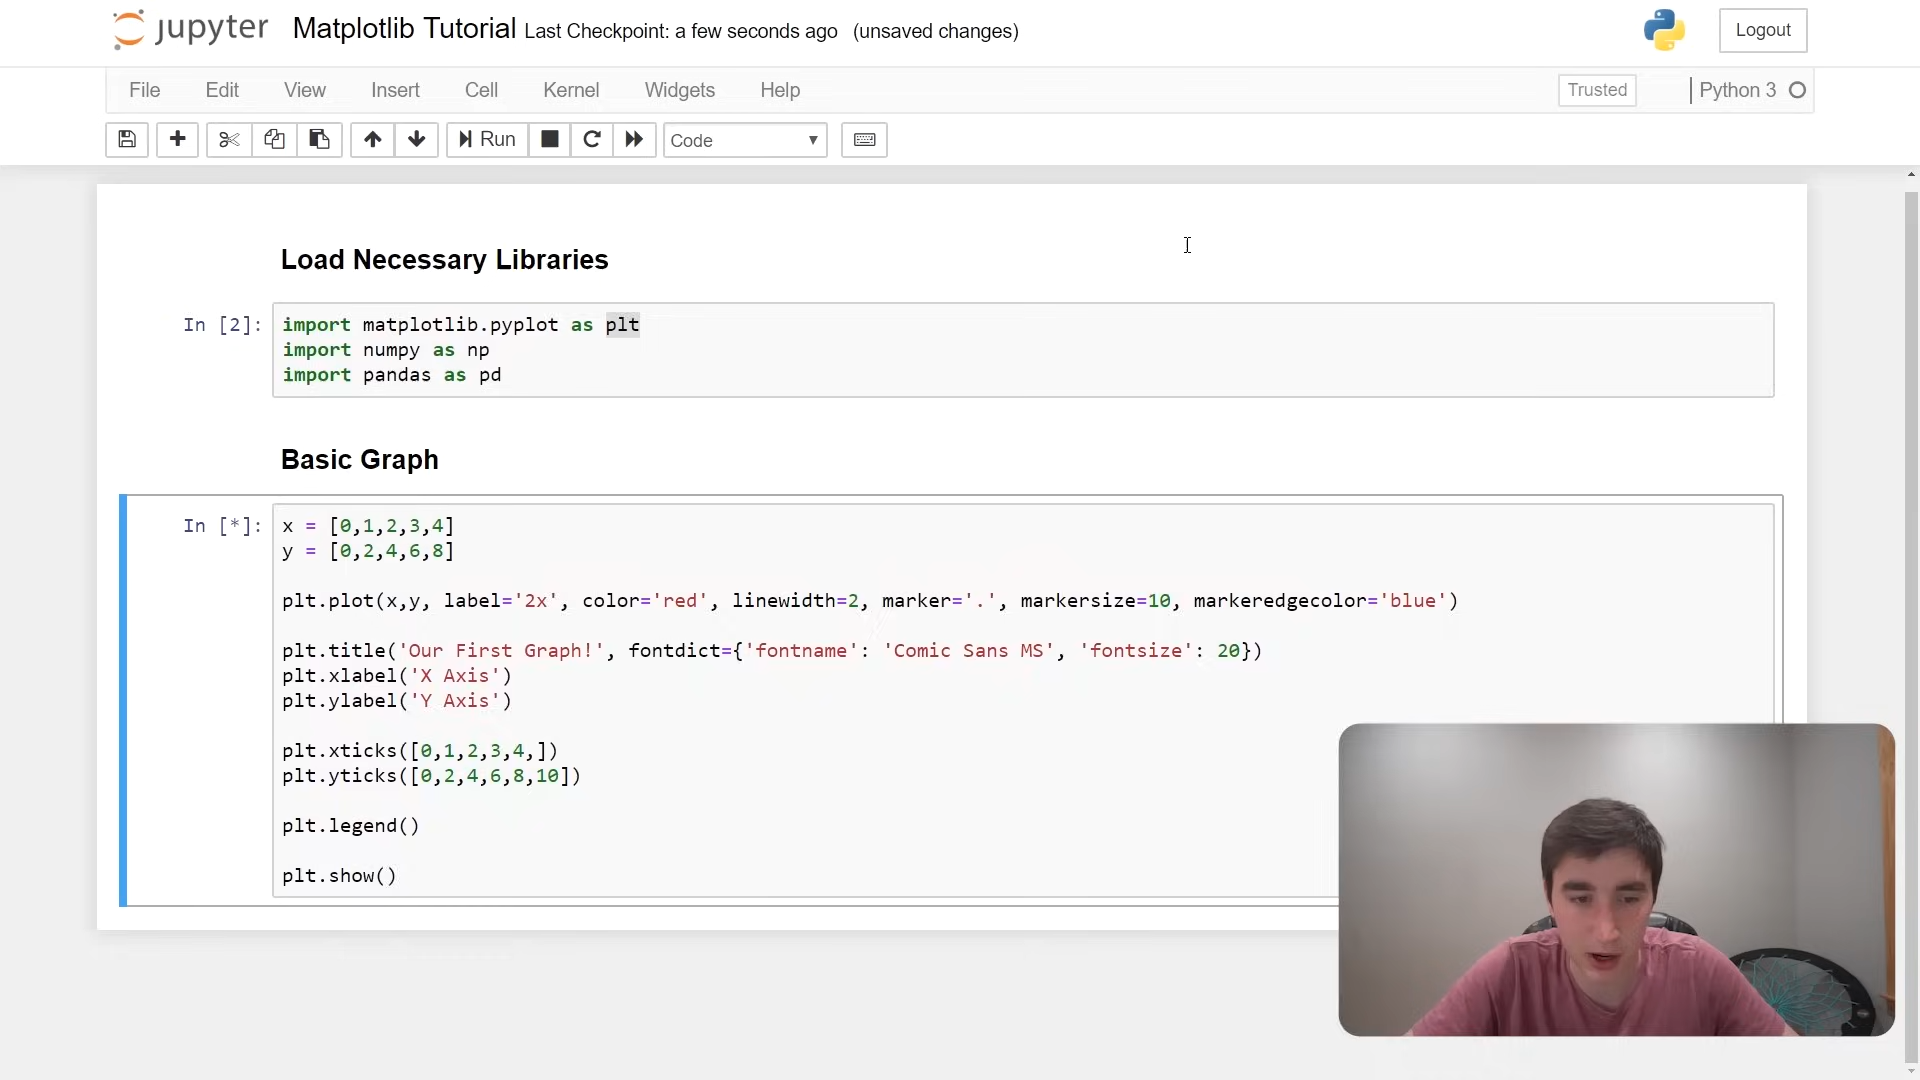 jupyter Matplotlib Tutorial Last Checkpoint: a few seconds ago (unsaved changes) Logout
File Edit View Insert Cell Kernel Widgets Help Trusted Python 3
Run Code
Load Necessary Libraries
In [2]: import matplotlib.pyplot as plt
import numpy as np
import pandas as pd
Basic Graph
In [*]: x = [0,1,2,3,4]
y = [0,2,4,6,8]
plt.plot(x,y, label='2x', color='red', linewidth=2, marker='.', markersize=10, markeredgecolor='blue')
plt.title('Our First Graph!', fontdict={'fontname': 'Comic Sans MS', 'fontsize': 20})
plt.xlabel('X Axis')
plt.ylabel('Y Axis')
plt.xticks([0,1,2,3,4,])
plt.yticks([0,2,4,6,8,10])
plt.legend()
plt.show()